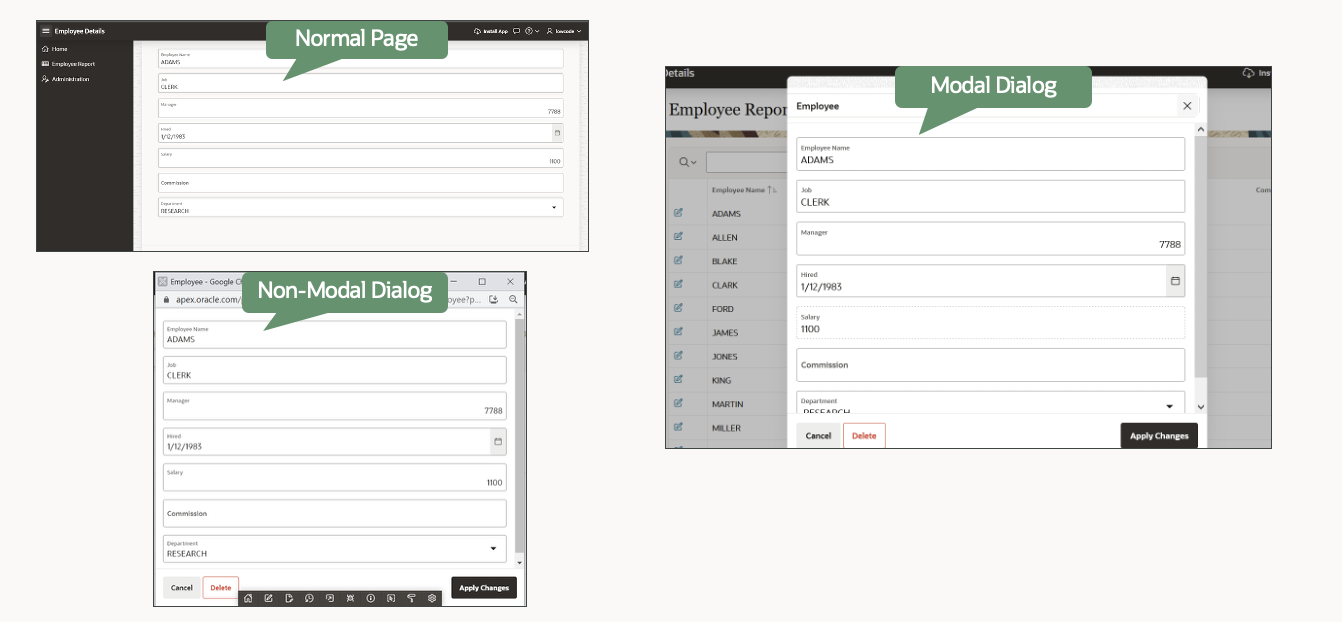 Employee Details
Install App
lowcode
Normal Page
Home
Employee Report
Administration
Employee Name
ADAMS
Job
CLERK
Manager
7788
Hired
1/12/1983
Salary
1100
Commission
Department
RESEARCH
Employee - Google Ch
Non-Modal Dialog
apex.oracle.com/
oyee?p...
Employee Name
ADAMS
Job
CLERK
Manager
7788
Hired
1/12/1983
Salary
1100
Commission
Department
RESEARCH
Cancel
Delete
Apply Changes
Details
Ins
Modal Dialog
Employee Repor
Employee
Employee Name
Com
ADAMS
ALLEN
BLAKE
CLARK
FORD
JAMES
JONES
KING
MARTIN
MILLER
Employee Name
ADAMS
Job
CLERK
Manager
7788
Hired
1/12/1983
Salary
1100
Commission
Department
RESEARCH
Cancel
Delete
Apply Changes